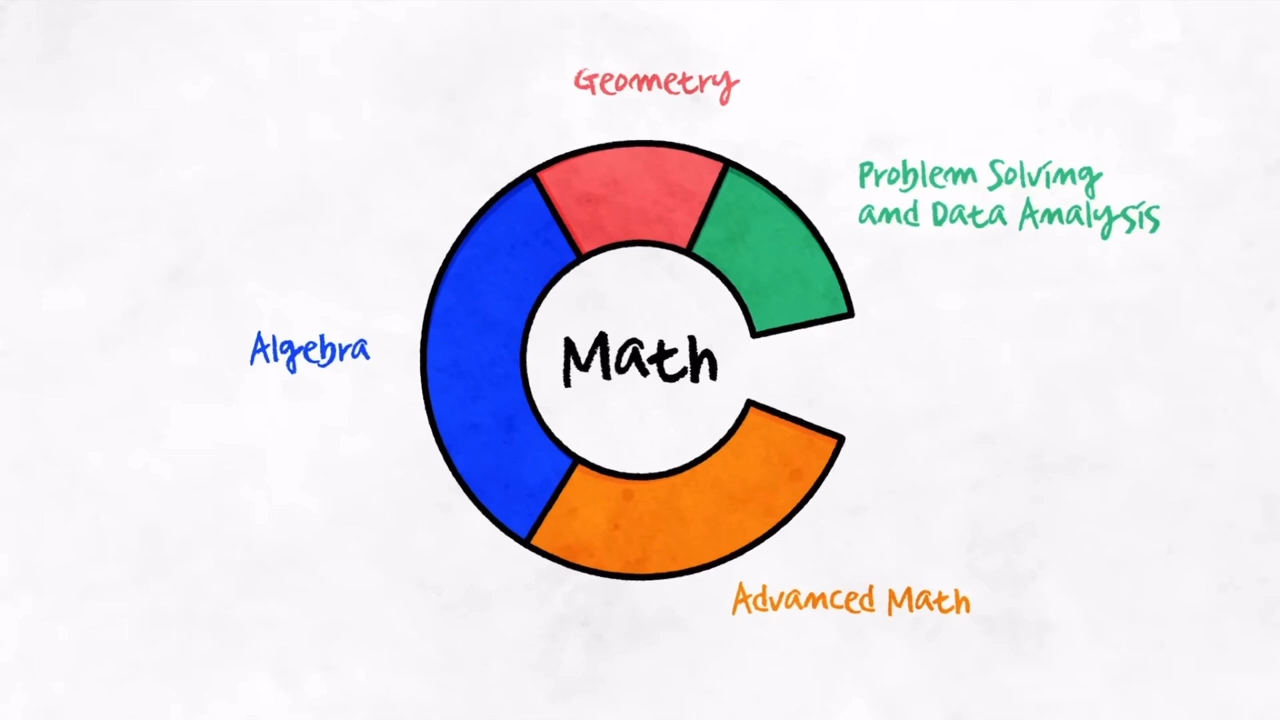 Geometry
Problem Solving
and Data Analysis
Algebra
Math
Advanced Math